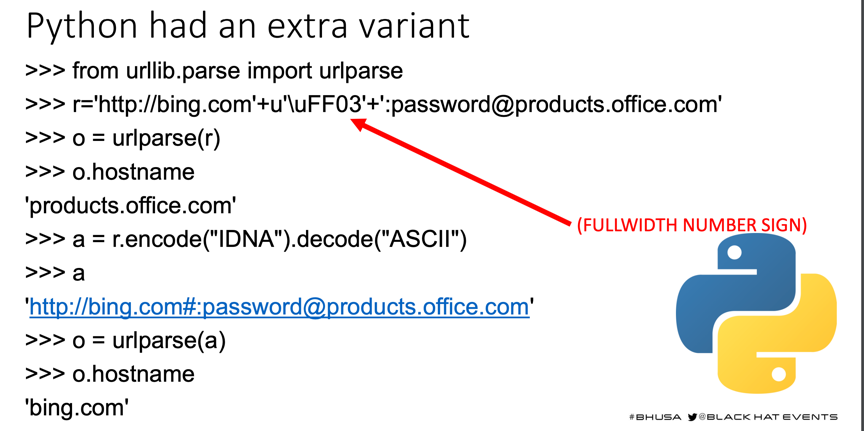 Python had an extra variant
>>> from urllib.parse import urlparse
>>> r='http://bing.com'+u'\uFF03'+':password@products.office.com'
>>> o = urlparse(r)
>>> o.hostname
'products.office.com'
(FULLWIDTH NUMBER SIGN)
>>> a = r.encode("IDNA").decode("ASCII")
>>> a
'http://bing.com#:password@products.office.com'
>>> o = urlparse(a)
>>> o.hostname
'bing.com'
#BHUSA @BLACK HAT EVENTS